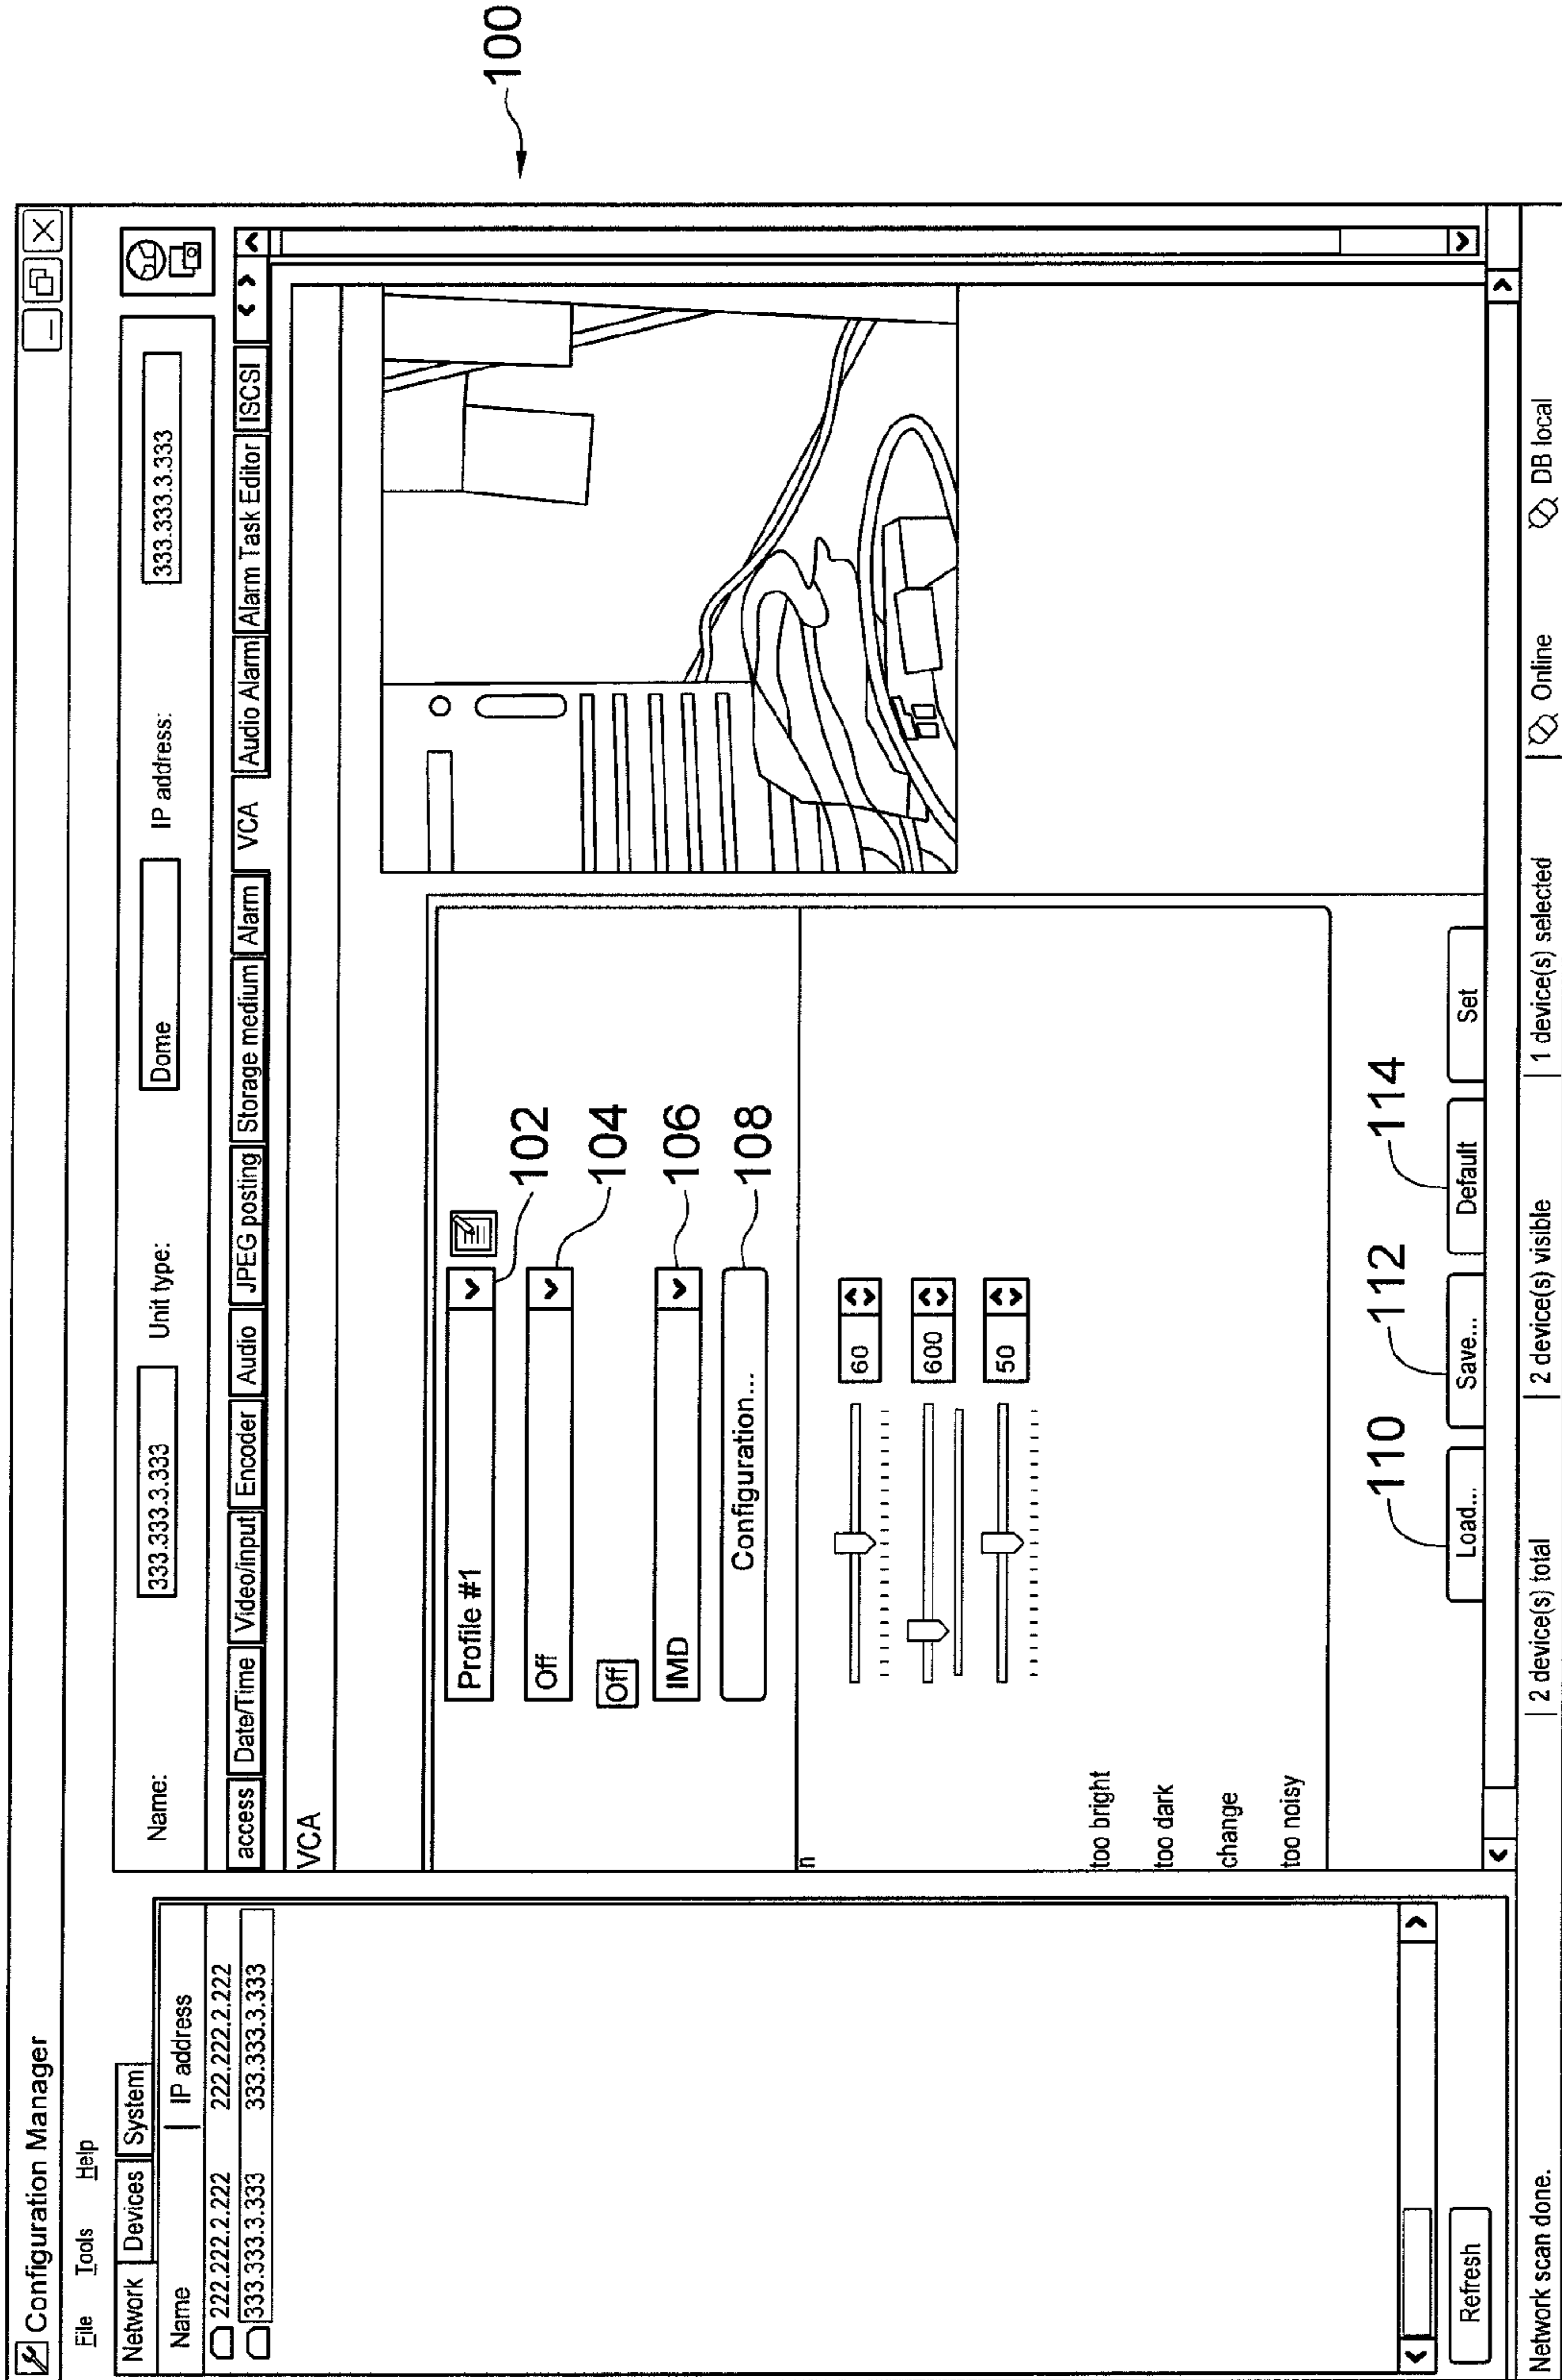 Configuration Manager
File Tools Help
Network Devices System
Name IP address
222.222.2.222 222.222.2.222
333.333.3.333 333.333.3.333
Refresh
Name: 333.333.3.333 Unit type: Dome IP address: 333.333.3.333
access Date/Time Video/input Encoder Audio JPEG posting Storage medium Alarm VCA Audio Alarm Alarm Task Editor ISCSI
VCA
100
Profile #1
102
Off
104
Off
IMD
106
Configuration...
108
n
60
600
50
too bright
too dark
change
too noisy
110
112
114
Load... Save... Default Set
Network scan done. 2 device(s) total 2 device(s) visible 1 device(s) selected Online DB local